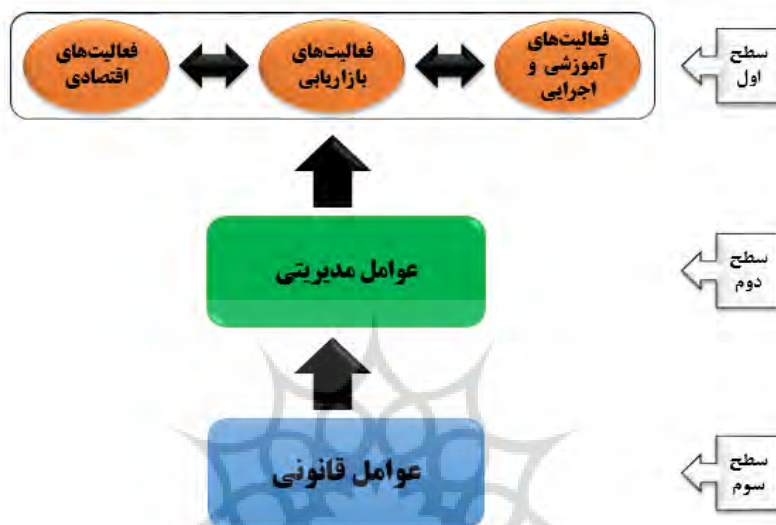 سطح
اول
فعالیت‌های
آموزشی و
اجرایی
فعالیت‌های
بازاریابی
فعالیت‌های
اقتصادی
سطح
دوم
عوامل مدیریتی
سطح
سوم
عوامل قانونی